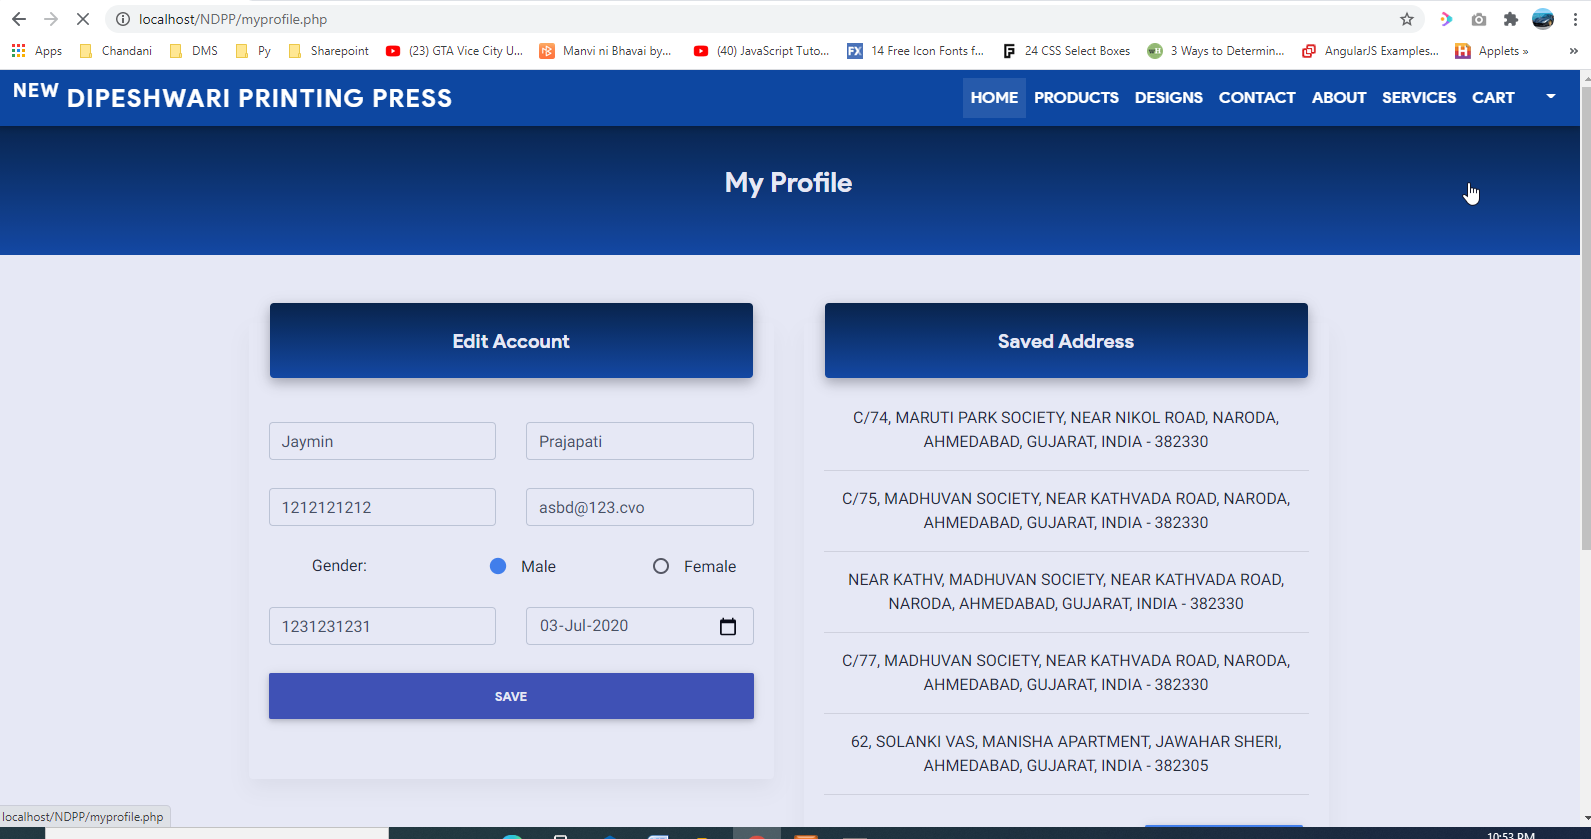 localhost/NDPP/myprofile.php
Apps Chandani DMS Py Sharepoint (23) GTA Vice City U... Manvi ni Bhavai by... (40) JavaScript Tuto... FX 14 Free Icon Fonts f... 24 CSS Select Boxes 3 Ways to Determin... AngularJS Examples... H Applets » »
NEW DIPESHWARI PRINTING PRESS HOME PRODUCTS DESIGNS CONTACT ABOUT SERVICES CART
My Profile
Edit Account
Jaymin Prajapati
1212121212 asbd@123.cvo
Gender: Male Female
1231231231 03-Jul-2020
SAVE
Saved Address
C/74, MARUTI PARK SOCIETY, NEAR NIKOL ROAD, NARODA,
AHMEDABAD, GUJARAT, INDIA - 382330
C/75, MADHUVAN SOCIETY, NEAR KATHVADA ROAD, NARODA,
AHMEDABAD, GUJARAT, INDIA - 382330
NEAR KATHV, MADHUVAN SOCIETY, NEAR KATHVADA ROAD,
NARODA, AHMEDABAD, GUJARAT, INDIA - 382330
C/77, MADHUVAN SOCIETY, NEAR KATHVADA ROAD, NARODA,
AHMEDABAD, GUJARAT, INDIA - 382330
62, SOLANKI VAS, MANISHA APARTMENT, JAWAHAR SHERI,
AHMEDABAD, GUJARAT, INDIA - 382305
localhost/NDPP/myprofile.php
10:53 PM